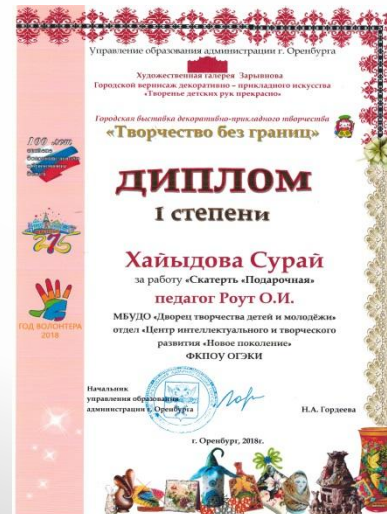 Управление образования администрации г. Оренбурга
Художественная галерея Зарывнова
Городской вернисаж декоративно – прикладного искусства
«Творенье детских рук прекрасно»
Городская выставка декоративно-прикладного творчества
«Творчество без границ»
100 лет
275
ДИПЛОМ
I степени
Хайыдова Сурай
за работу «Скатерть «Подарочная»
педагог Роут О.И.
МБУДО «Дворец творчества детей и молодёжи»
отдел «Центр интеллектуального и творческого
развития «Новое поколение»
ФКПОУ ОГЭКИ
ГОД ВОЛОНТЕРА
2018
Начальник
управления образования
администрации г. Оренбурга
Н.А. Гордеева
г. Оренбург, 2018г.